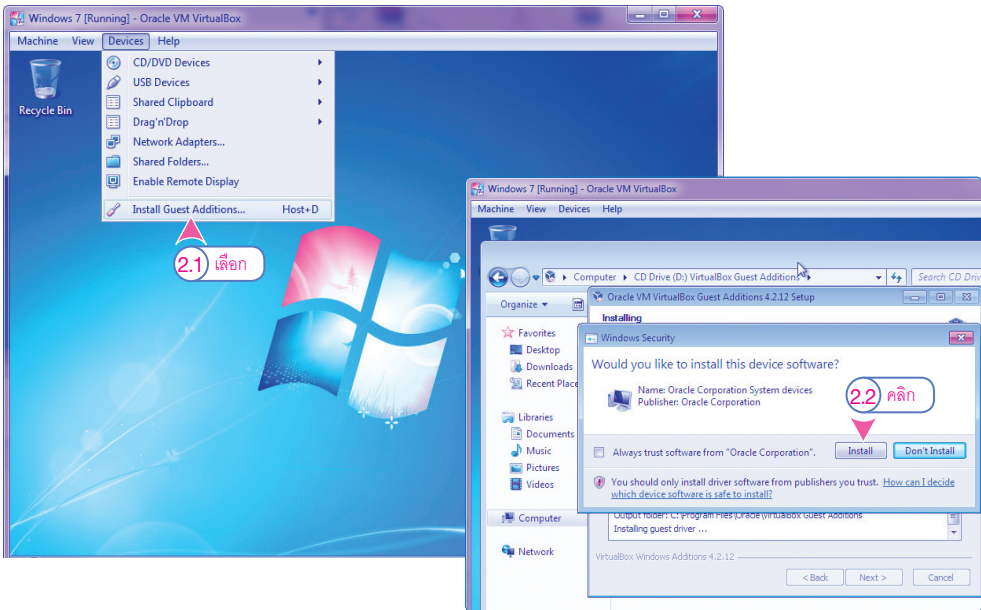 Windows 7 [Running] - Oracle VM VirtualBox
Machine View Devices Help
Recycle Bin
CD/DVD Devices
USB Devices
Shared Clipboard
Drag'n'Drop
Network Adapters...
Shared Folders...
Enable Remote Display
Install Guest Additions... Host+D
2.1 เลือก
Windows 7 [Running] - Oracle VM VirtualBox
Machine View Devices Help
Computer CD Drive (D:) VirtualBox Guest Additions
Search CD Driv
Organize
Favorites
Desktop
Downloads
Recent Place
Libraries
Documents
Music
Pictures
Videos
Computer
Network
Oracle VM VirtualBox Guest Additions 4.2.12 Setup
Installing
Windows Security
Would you like to install this device software?
Name: Oracle Corporation System devices
Publisher: Oracle Corporation
2.2 คลิก
Always trust software from "Oracle Corporation".
Install Don't Install
You should only install driver software from publishers you trust. How can I decide
which device software is safe to install?
Output folder: C:\Program Files\Oracle\VirtualBox Guest Additions
Installing guest driver ...
VirtualBox Windows Additions 4.2.12
< Back Next > Cancel